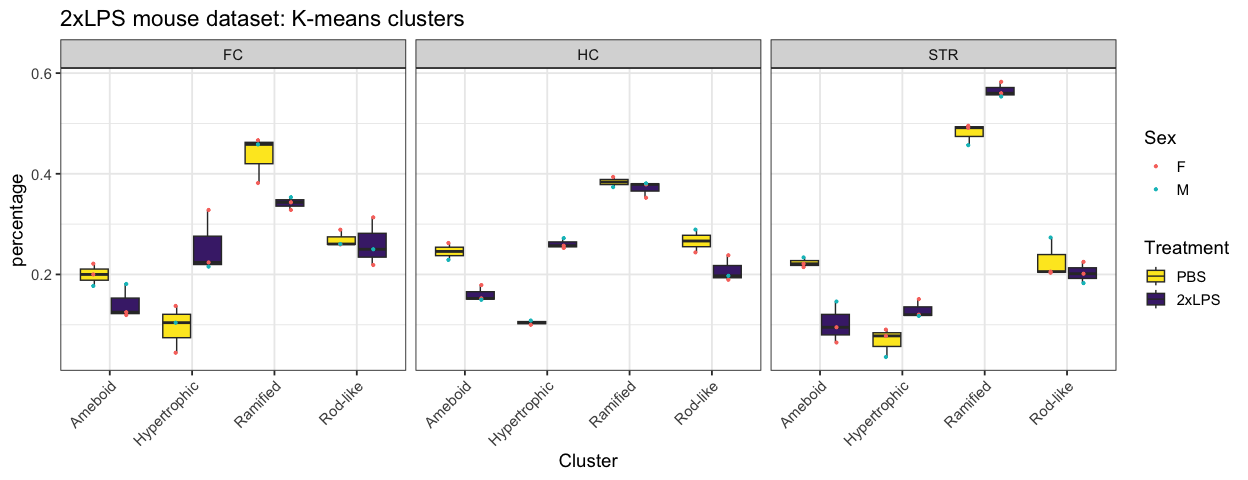 2xLPS mouse dataset: K-means clusters
FC
HC
STR
percentage
0.6
0.4
0.2
Ameboid
Hypertrophic
Ramified
Rod-like
Ameboid
Hypertrophic
Ramified
Rod-like
Ameboid
Hypertrophic
Ramified
Rod-like
Cluster
Sex
F
M
Treatment
PBS
2xLPS